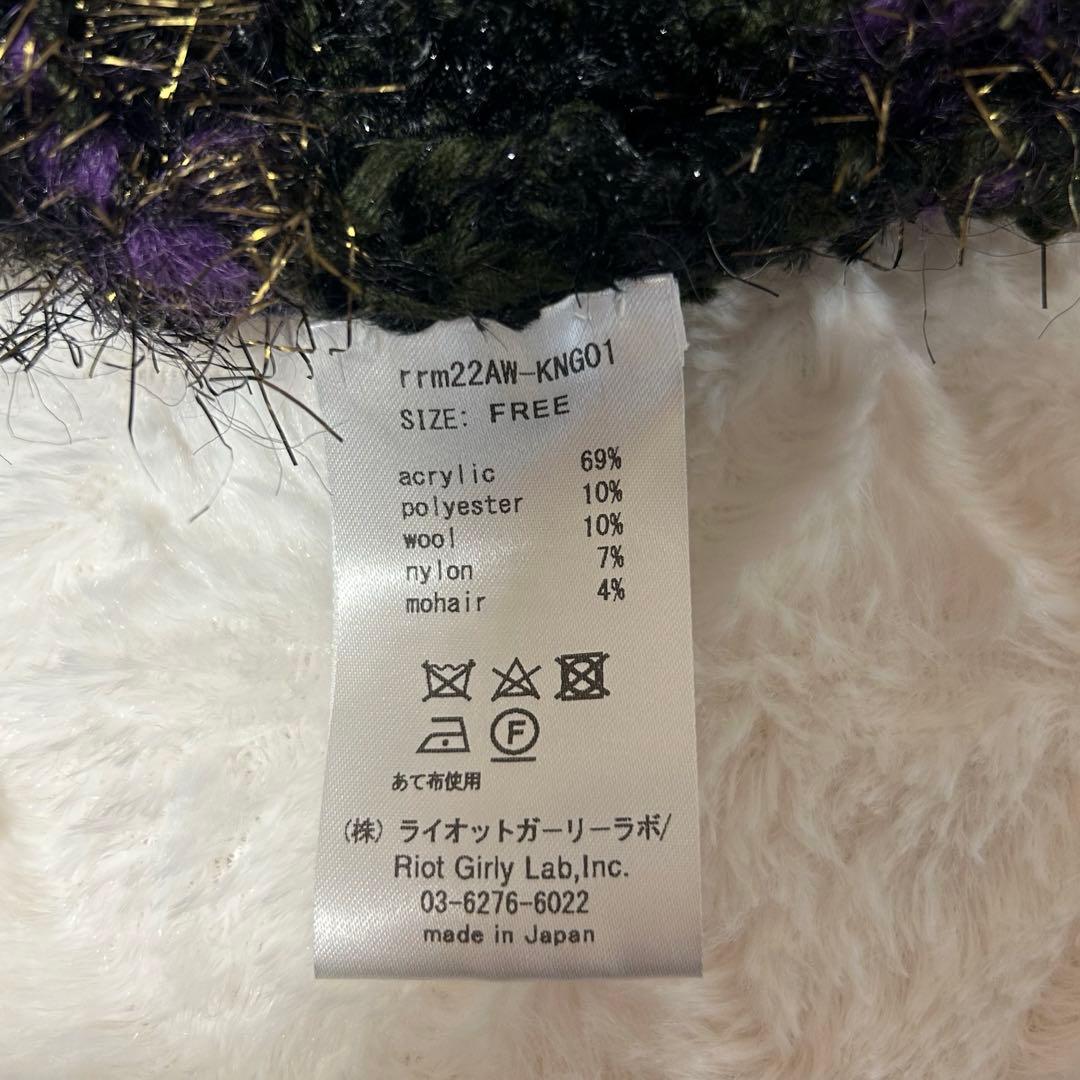 rrm22AW-KNG01
SIZE: FREE
acrylic 69%
polyester 10%
wool 10%
nylon 7%
mohair 4%
F
あて布使用
(株) ライオットガーリーラボ/
Riot Girly Lab,Inc.
03-6276-6022
made in Japan